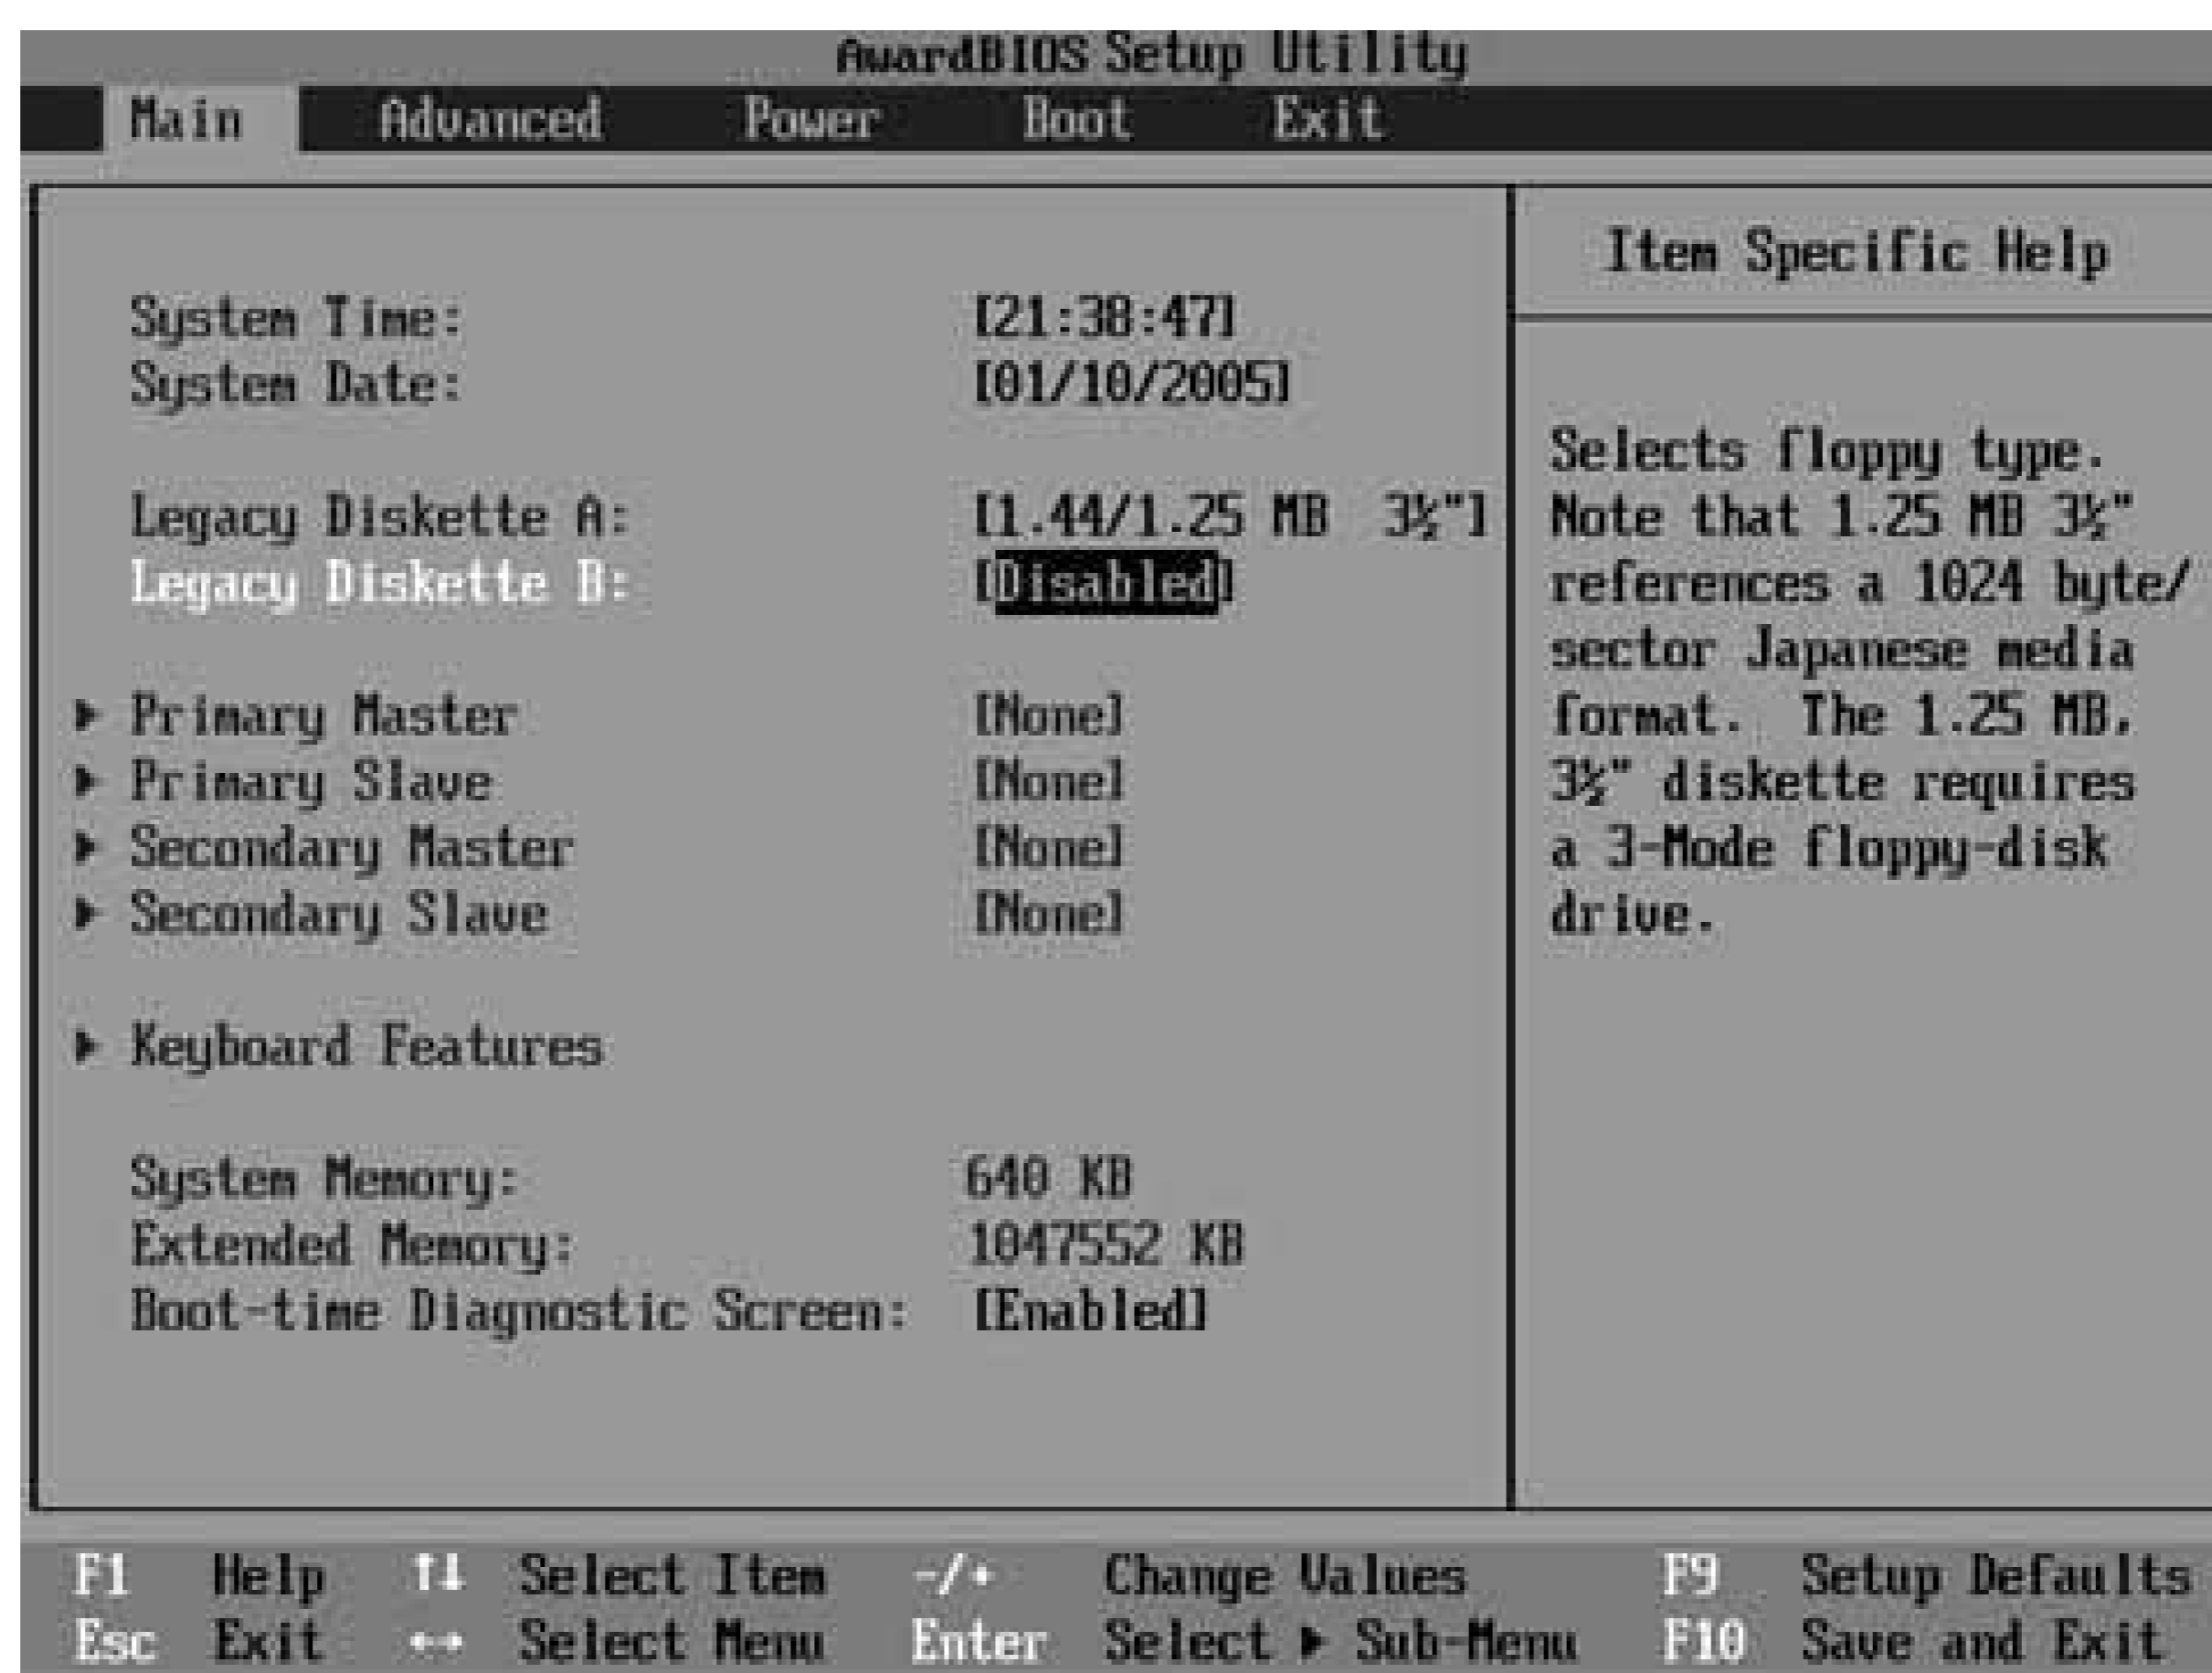 AwardBIOS Setup Utility
Main Advanced Power Boot Exit
Item Specific Help
System Time: [21:38:47]
System Date: [01/10/2005]
Legacy Diskette A: [1.44/1.25 MB 3½"]
Legacy Diskette B: [Disabled]
▶ Primary Master [None]
▶ Primary Slave [None]
▶ Secondary Master [None]
▶ Secondary Slave [None]
▶ Keyboard Features
System Memory: 640 KB
Extended Memory: 1047552 KB
Boot-time Diagnostic Screen: [Enabled]
Selects floppy type.
Note that 1.25 MB 3½"
references a 1024 byte/
sector Japanese media
format. The 1.25 MB,
3½" diskette requires
a 3-Mode floppy-disk
drive.
F1 Help ↑↓ Select Item -/+ Change Values F9 Setup Defaults
Esc Exit ←→ Select Menu Enter Select ▶ Sub-Menu F10 Save and Exit